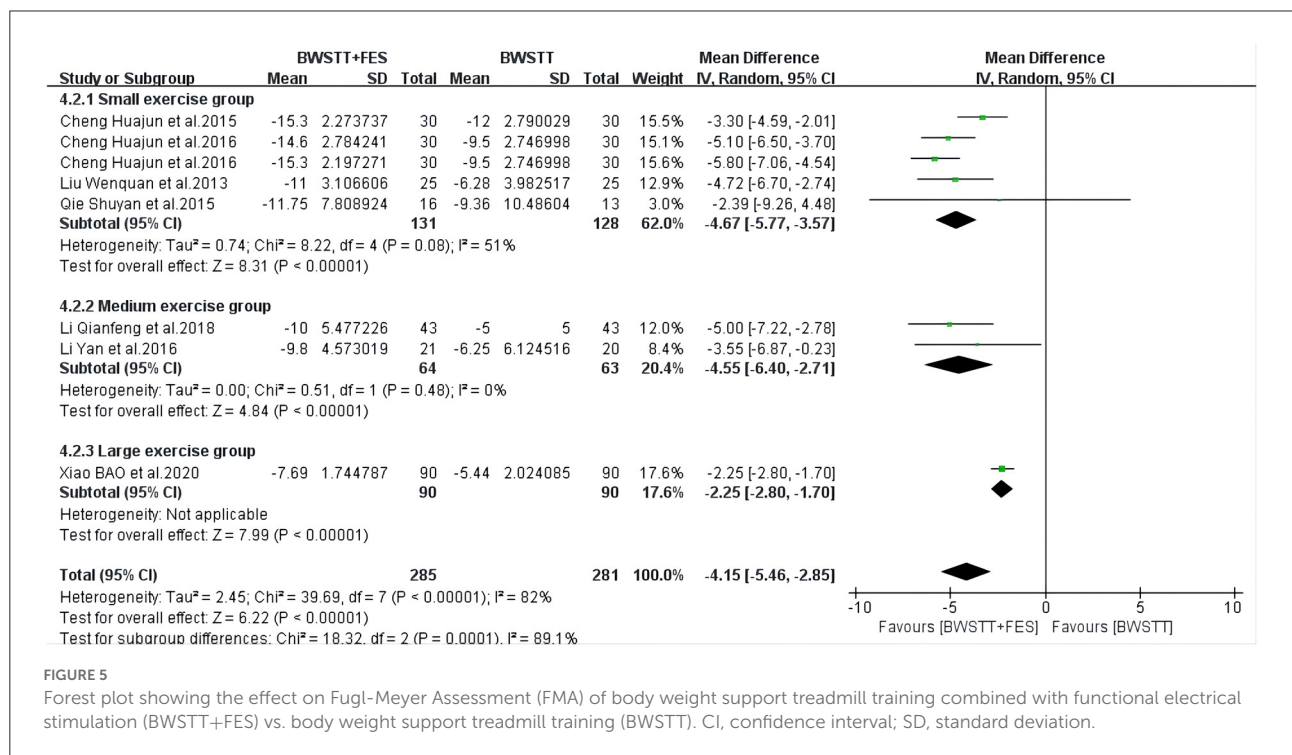 BWSTT+FES BWSTT Mean Difference Mean Difference
Study or Subgroup Mean SD Total Mean SD Total Weight IV, Random, 95% CI IV, Random, 95% CI
4.2.1 Small exercise group
Cheng Huajun et al.2015 -15.3 2.273737 30 -12 2.790029 30 15.5% -3.30 [-4.59, -2.01]
Cheng Huajun et al.2016 -14.6 2.784241 30 -9.5 2.746998 30 15.1% -5.10 [-6.50, -3.70]
Cheng Huajun et al.2016 -15.3 2.197271 30 -9.5 2.746998 30 15.6% -5.80 [-7.06, -4.54]
Liu Wenquan et al.2013 -11 3.106606 25 -6.28 3.982517 25 12.9% -4.72 [-6.70, -2.74]
Qie Shuyan et al.2015 -11.75 7.808924 16 -9.36 10.48604 13 3.0% -2.39 [-9.26, 4.48]
Subtotal (95% CI) 131 128 62.0% -4.67 [-5.77, -3.57]
Heterogeneity: Tau² = 0.74; Chi² = 8.22, df = 4 (P = 0.08); I² = 51%
Test for overall effect: Z = 8.31 (P < 0.00001)
4.2.2 Medium exercise group
Li Qianfeng et al.2018 -10 5.477226 43 -5 5 43 12.0% -5.00 [-7.22, -2.78]
Li Yan et al.2016 -9.8 4.573019 21 -6.25 6.124516 20 8.4% -3.55 [-6.87, -0.23]
Subtotal (95% CI) 64 63 20.4% -4.55 [-6.40, -2.71]
Heterogeneity: Tau² = 0.00; Chi² = 0.51, df = 1 (P = 0.48); I² = 0%
Test for overall effect: Z = 4.84 (P < 0.00001)
4.2.3 Large exercise group
Xiao BAO et al.2020 -7.69 1.744787 90 -5.44 2.024085 90 17.6% -2.25 [-2.80, -1.70]
Subtotal (95% CI) 90 90 17.6% -2.25 [-2.80, -1.70]
Heterogeneity: Not applicable
Test for overall effect: Z = 7.99 (P < 0.00001)
Total (95% CI) 285 281 100.0% -4.15 [-5.46, -2.85]
Heterogeneity: Tau² = 2.45; Chi² = 39.69, df = 7 (P < 0.00001); I² = 82%
Test for overall effect: Z = 6.22 (P < 0.00001)
Test for subgroup differences: Chi² = 18.32, df = 2 (P = 0.0001), I² = 89.1%
-10 -5 0 5 10
Favours [BWSTT+FES] Favours [BWSTT]
FIGURE 5
Forest plot showing the effect on Fugl-Meyer Assessment (FMA) of body weight support treadmill training combined with functional electrical
stimulation (BWSTT+FES) vs. body weight support treadmill training (BWSTT). CI, confidence interval; SD, standard deviation.